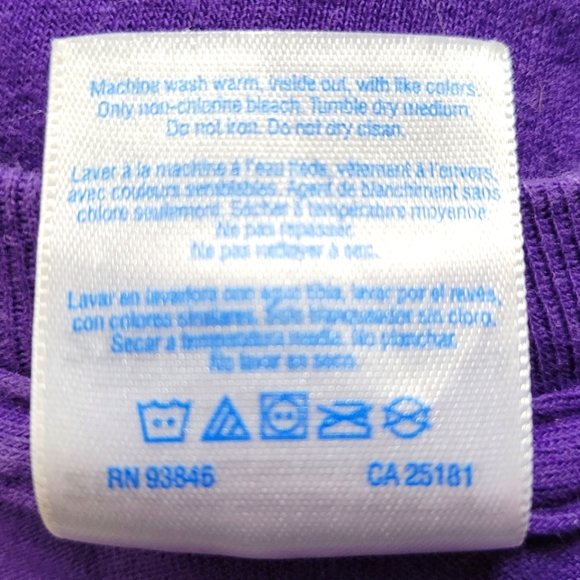 Machine wash warm, inside out, with like colors.
Only non-chlorine bleach. Tumble dry medium.
Do not iron. Do not dry clean.
Laver à la machine à l'eau tiède, vêtement à l'envers,
avec couleurs semblables. Agent de blanchiment sans
chlore seulement. Sécher à température moyenne.
Ne pas repasser.
Ne pas nettoyer à sec.
Lavar en lavadora con agua tibia, lavar por el revés,
con colores similares. Solo blanqueador sin cloro.
Secar a temperatura media. No planchar.
No lavar en seco.
RN 93846 CA 25181